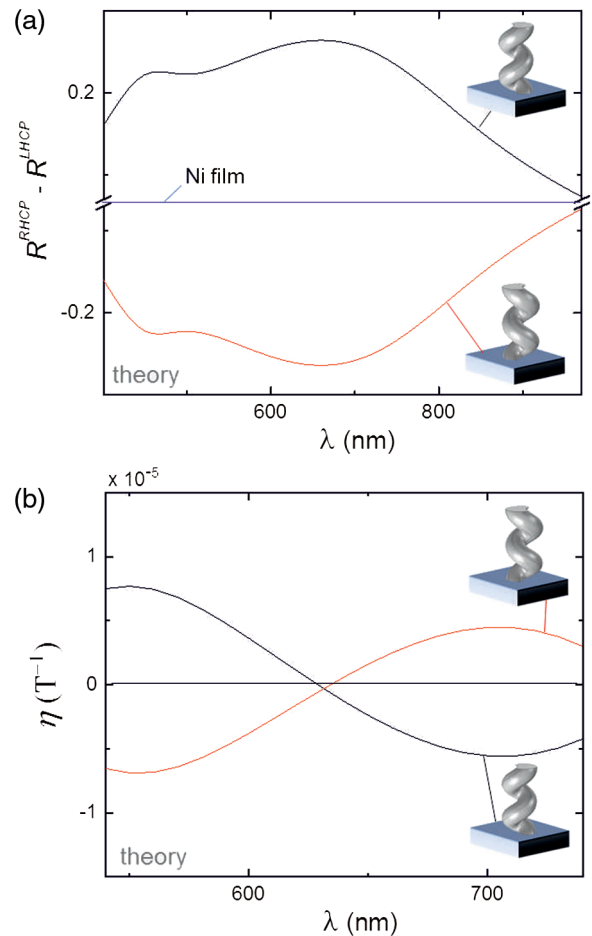 (a)
R^RHCP - R^LHCP
0.2
Ni film
-0.2
theory
600
800
λ (nm)
(b)
x 10^-5
η (T^-1)
1
0
-1
theory
600
700
λ (nm)